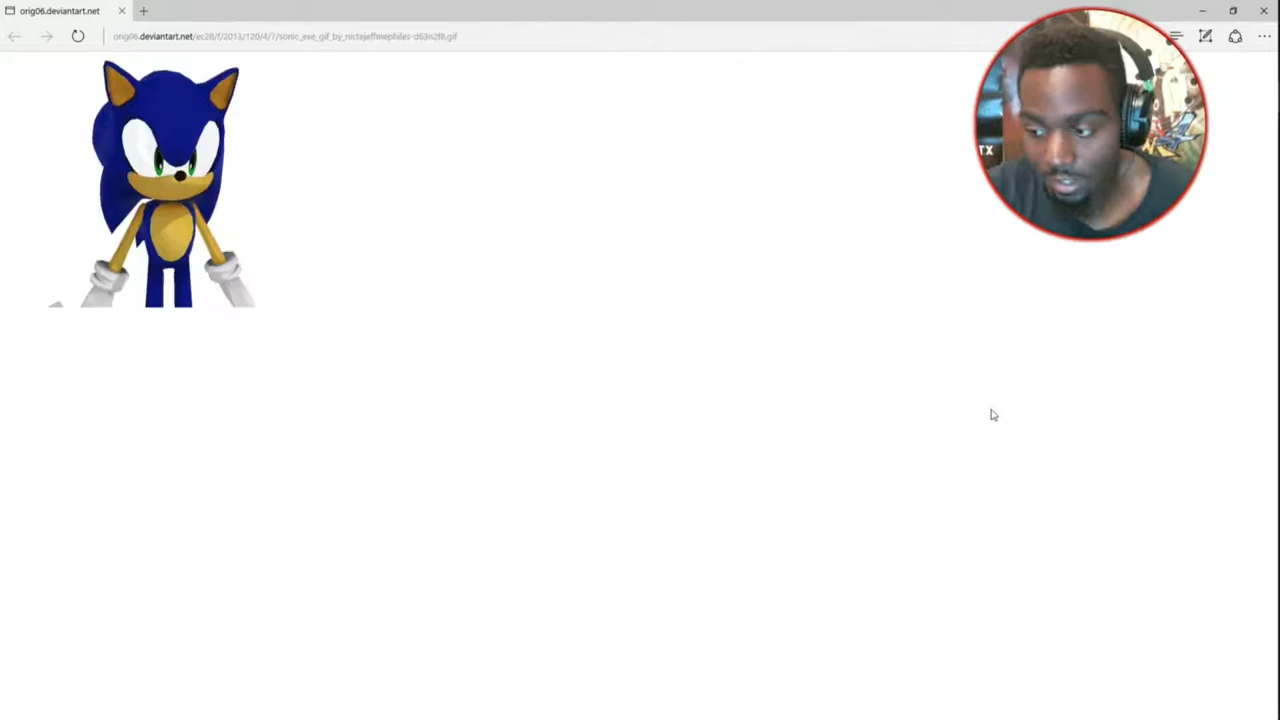 orig06.deviantart.net
orig06.deviantart.net/ec28/f/2013/120/4/7/sonic_exe_gif_by_nictejeffmephiles-d63n2f8.gif
TX